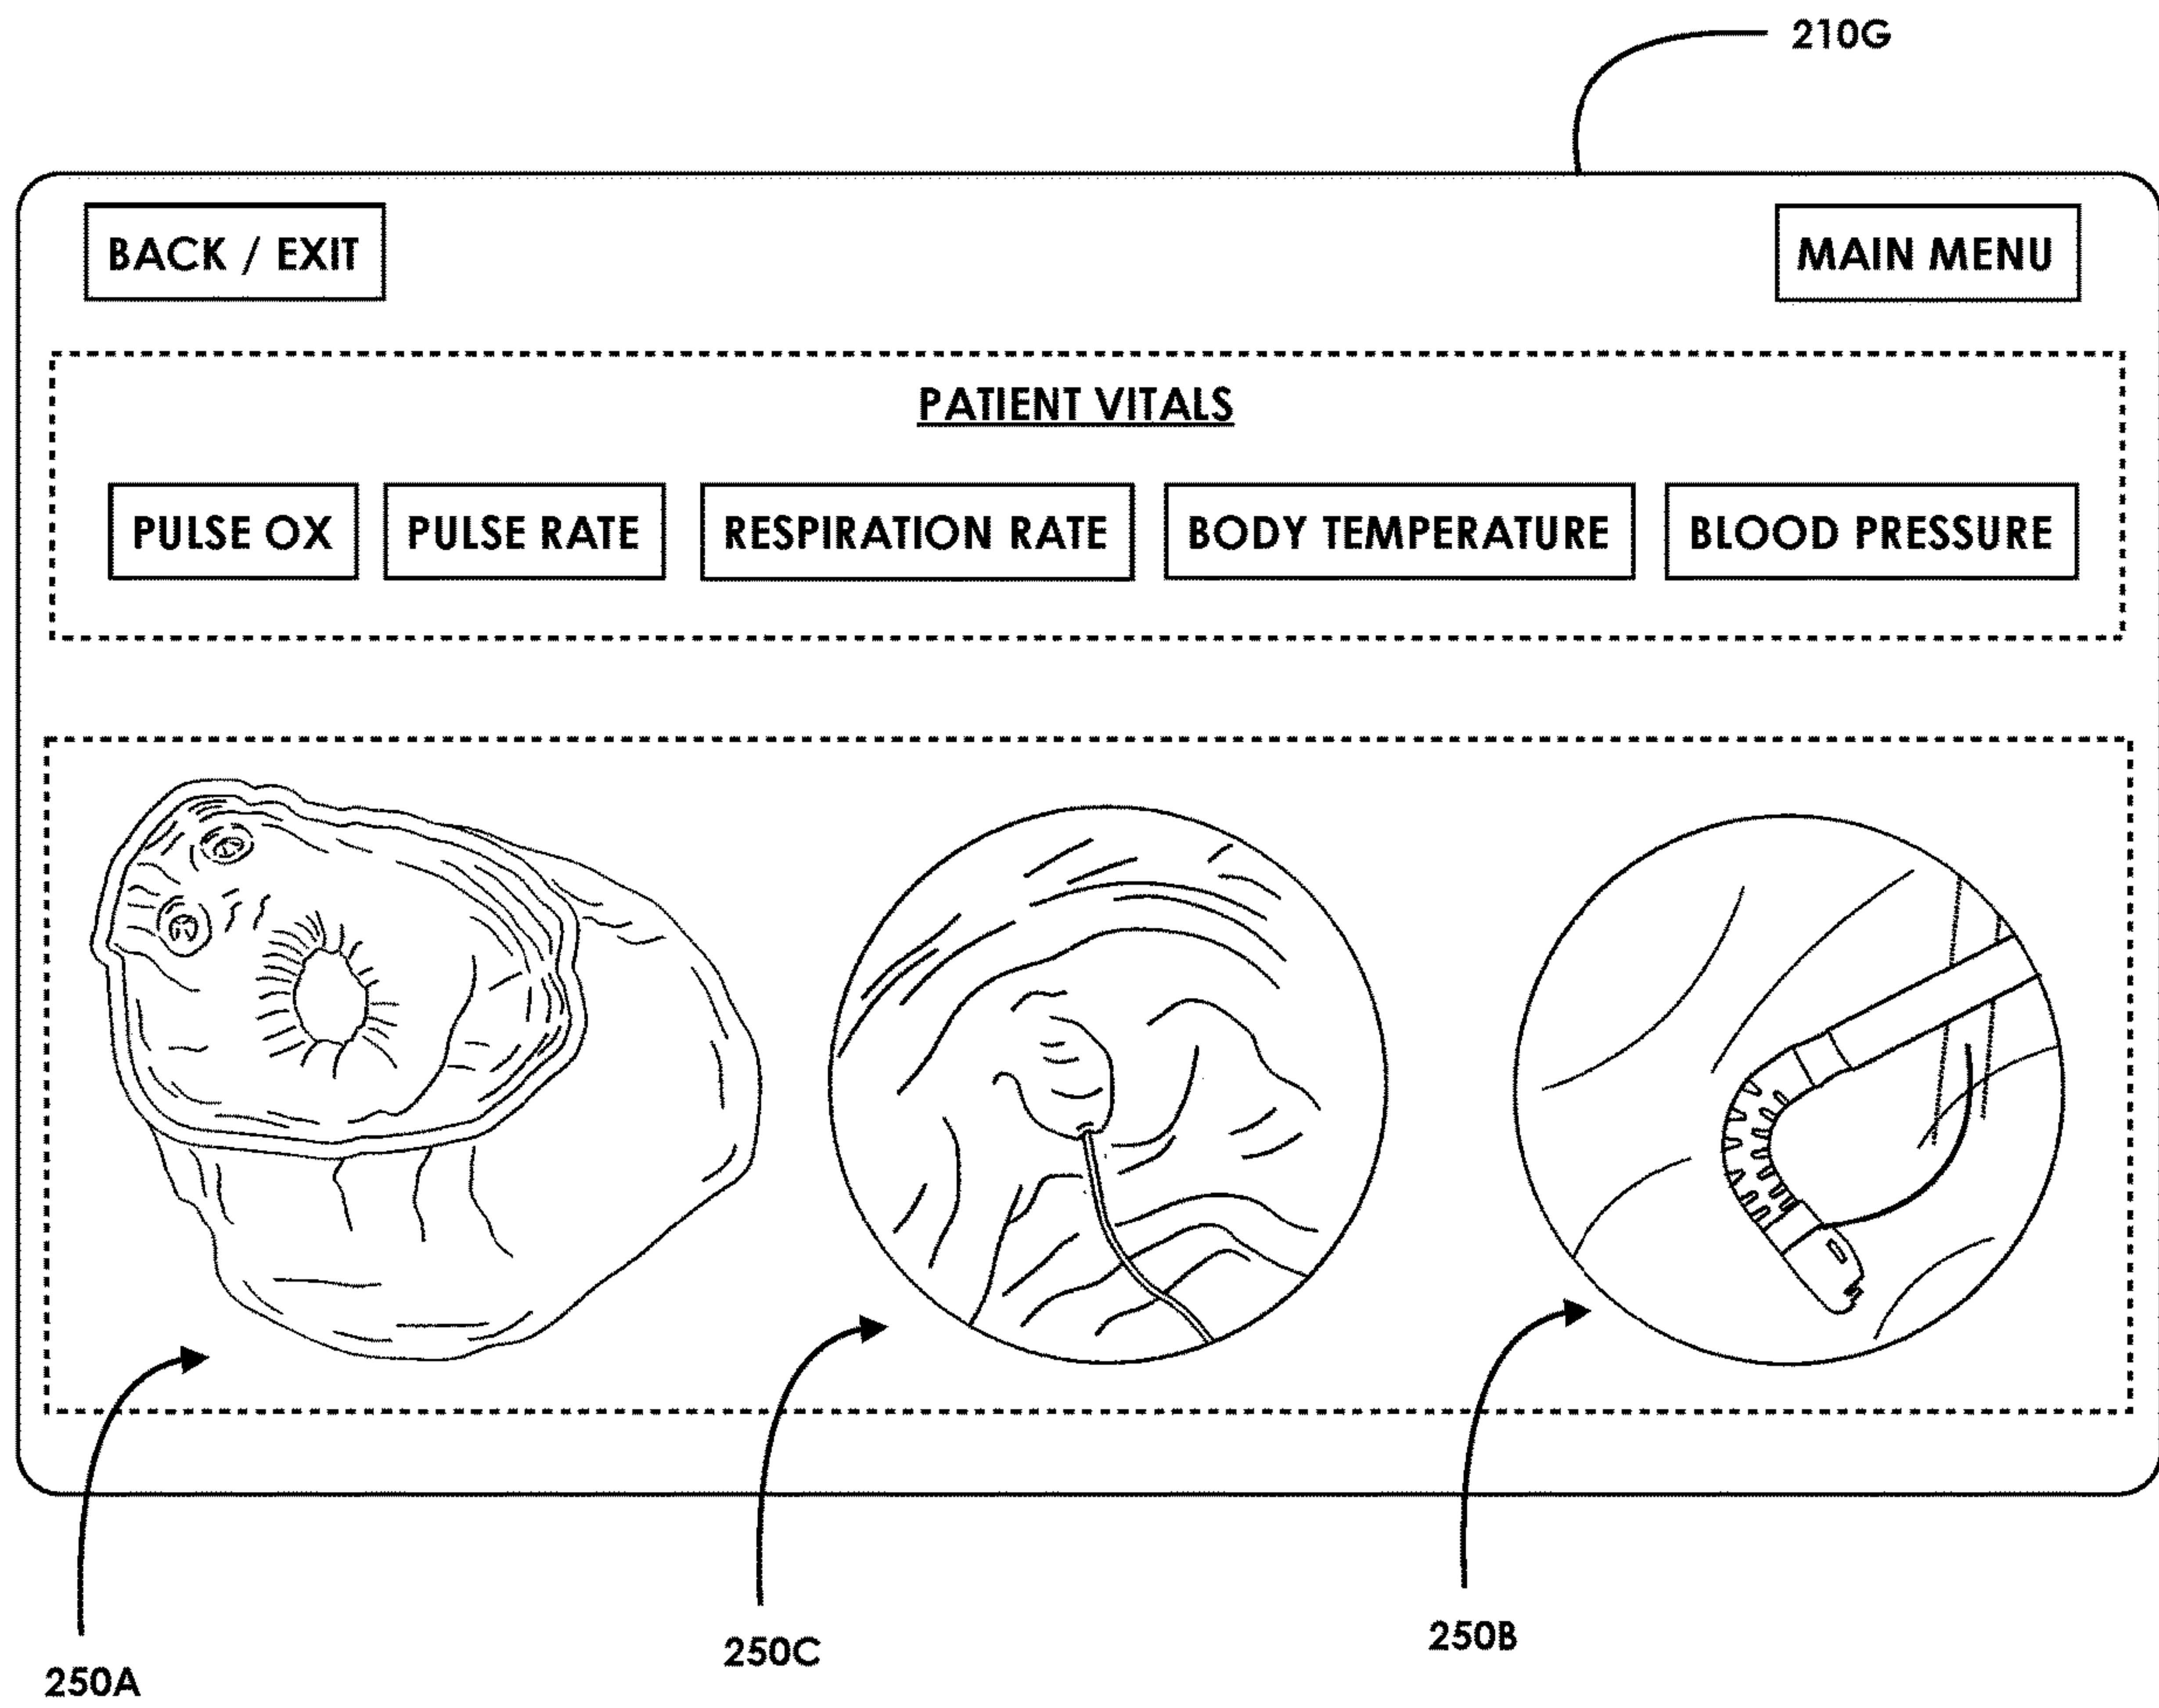 210G
BACK / EXIT
MAIN MENU
PATIENT VITALS
PULSE OX
PULSE RATE
RESPIRATION RATE
BODY TEMPERATURE
BLOOD PRESSURE
250A
250C
250B